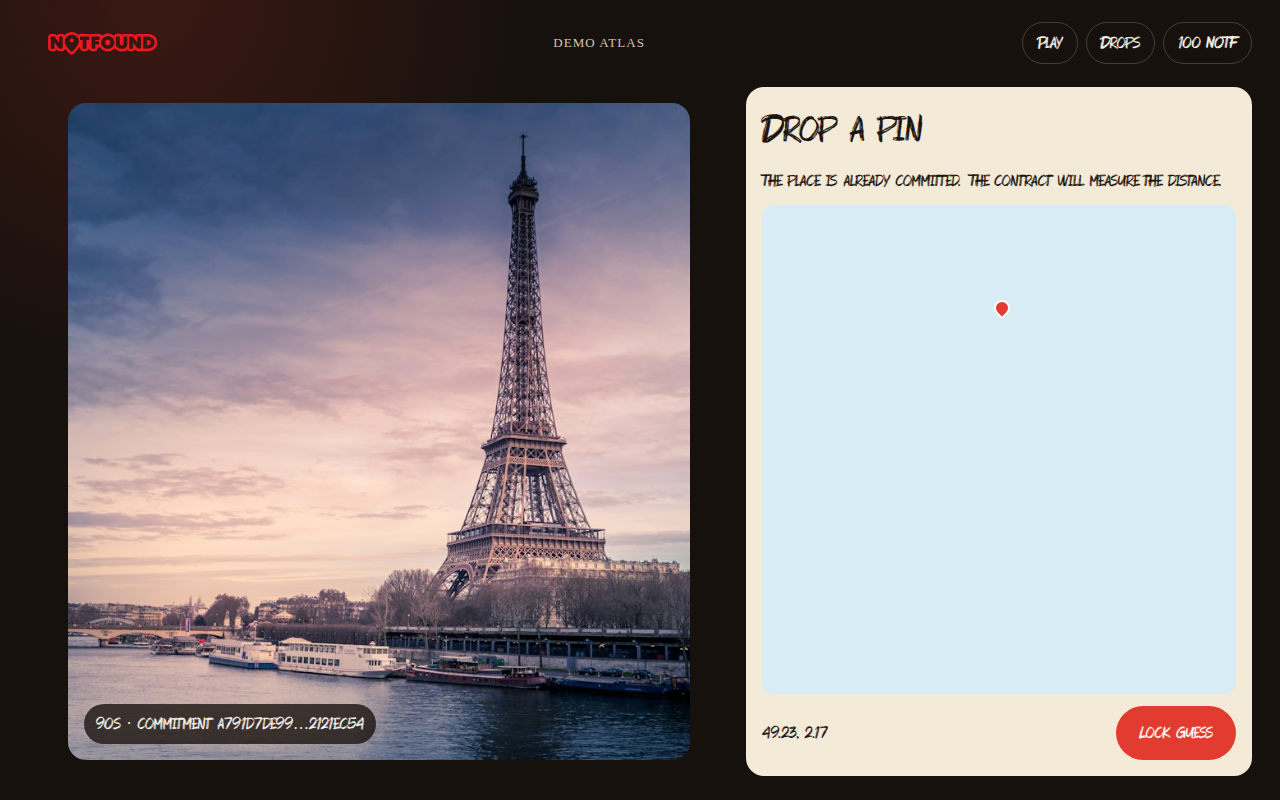 NOTFOUND
DEMO ATLAS
PLAY
DROPS
100 NOTF
DROP A PIN
THE PLACE IS ALREADY COMMITTED. THE CONTRACT WILL MEASURE THE DISTANCE.
90S · COMMITMENT A791D7DE99...2121EC54
49.23, 2.17
LOCK GUESS